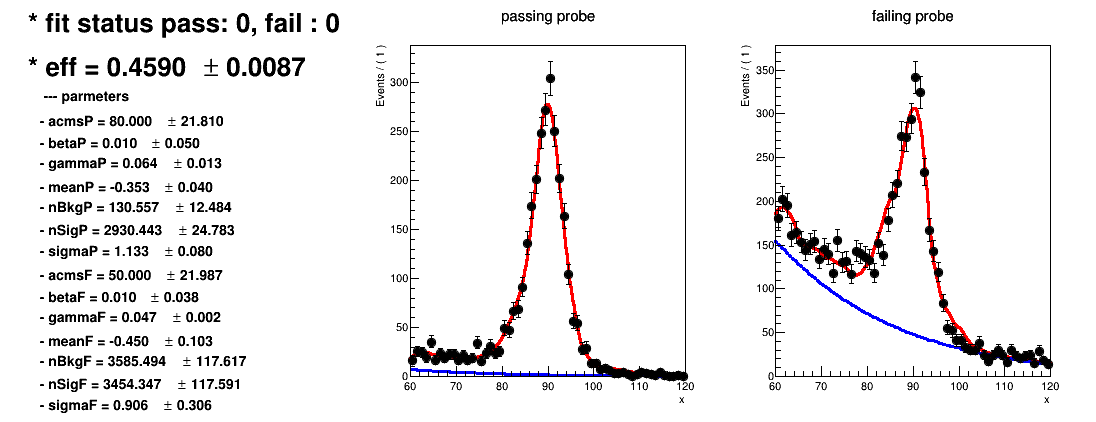 * fit status pass: 0, fail : 0
* eff = 0.4590 ± 0.0087
--- parmeters
- acmsP = 80.000 ± 21.810
- betaP = 0.010 ± 0.050
- gammaP = 0.064 ± 0.013
- meanP = -0.353 ± 0.040
- nBkgP = 130.557 ± 12.484
- nSigP = 2930.443 ± 24.783
- sigmaP = 1.133 ± 0.080
- acmsF = 50.000 ± 21.987
- betaF = 0.010 ± 0.038
- gammaF = 0.047 ± 0.002
- meanF = -0.450 ± 0.103
- nBkgF = 3585.494 ± 117.617
- nSigF = 3454.347 ± 117.591
- sigmaF = 0.906 ± 0.306
passing probe
Events / ( 1 )
300
250
200
150
100
50
0
60 70 80 90 100 110 120
x
failing probe
Events / ( 1 )
350
300
250
200
150
100
50
0
60 70 80 90 100 110 120
x